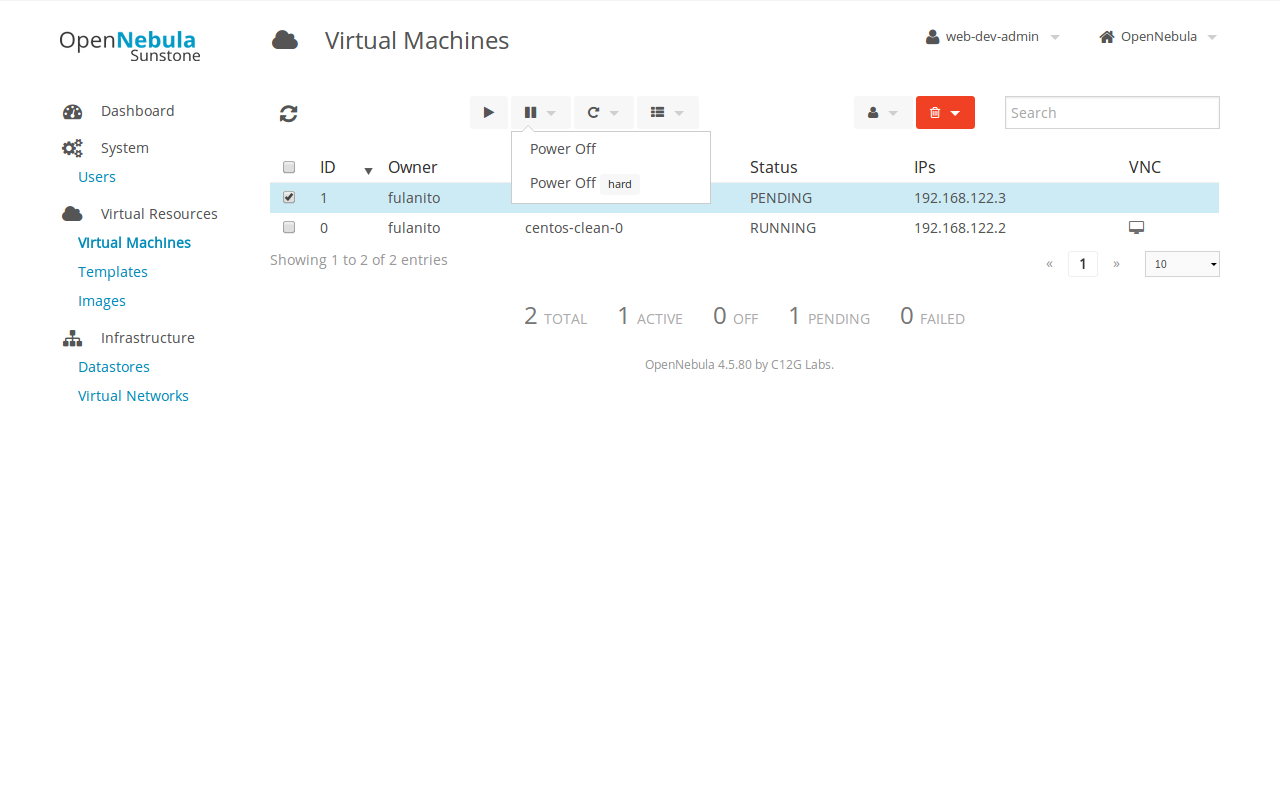 OpenNebula
Sunstone
Virtual Machines
web-dev-admin
OpenNebula
Dashboard
System
Users
Virtual Resources
Virtual Machines
Templates
Images
Infrastructure
Datastores
Virtual Networks
Search
Power Off
Power Off hard
ID Owner Status IPs VNC
1 fulanito PENDING 192.168.122.3
0 fulanito centos-clean-0 RUNNING 192.168.122.2
Showing 1 to 2 of 2 entries
« 1 » 10
2 TOTAL 1 ACTIVE 0 OFF 1 PENDING 0 FAILED
OpenNebula 4.5.80 by C12G Labs.